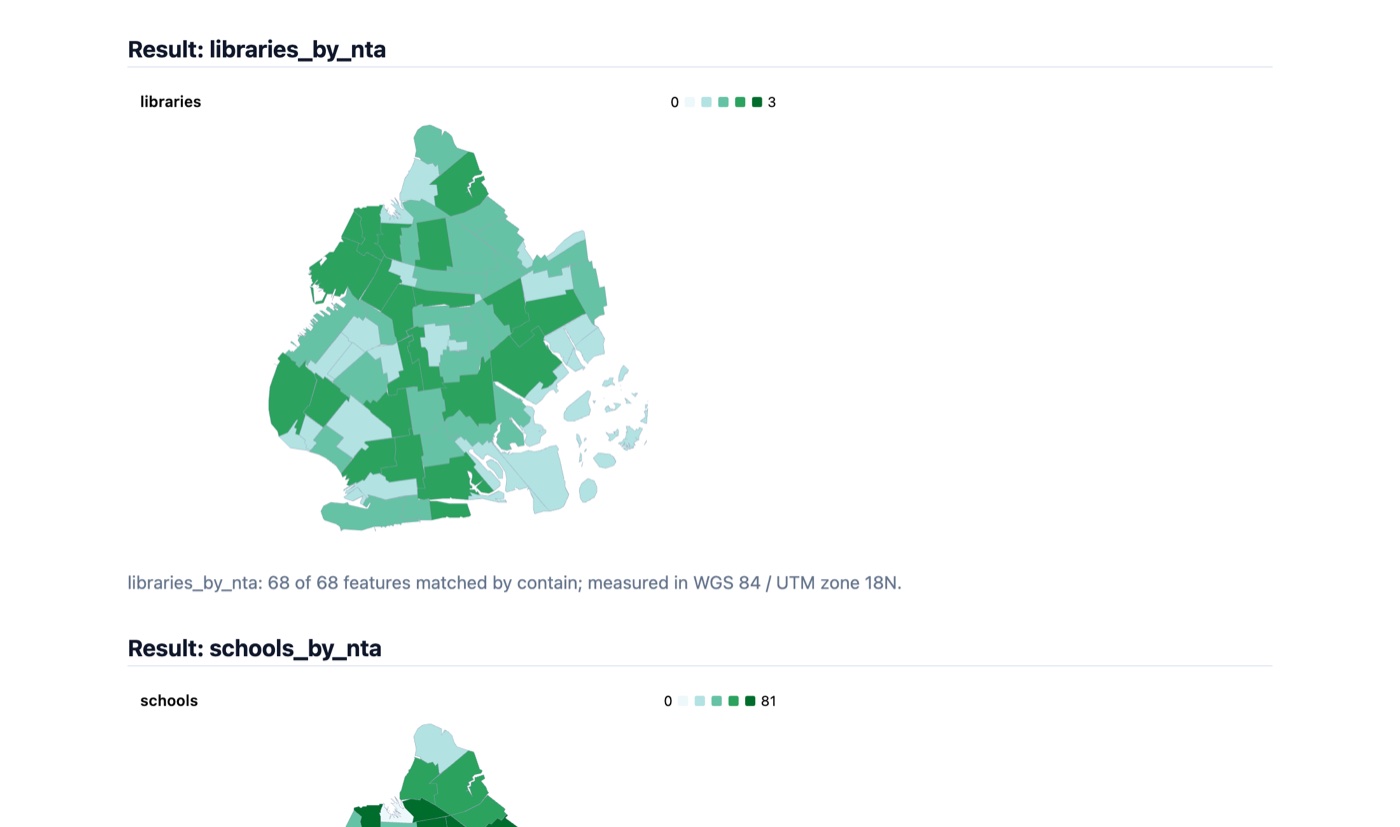 Result: libraries_by_nta
libraries
0 3
libraries_by_nta: 68 of 68 features matched by contain; measured in WGS 84 / UTM zone 18N.
Result: schools_by_nta
schools
0 81